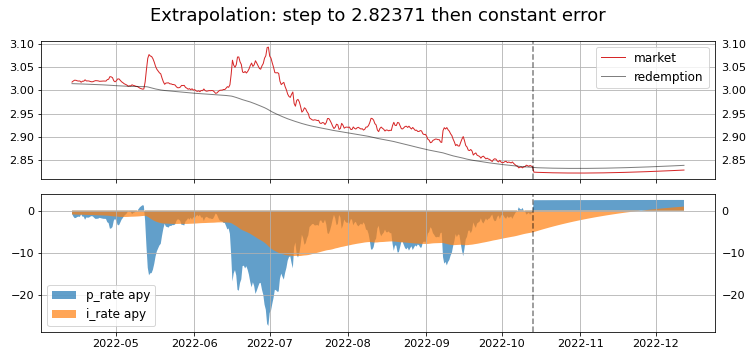 Extrapolation: step to 2.82371 then constant error
3.10 3.10
3.05 3.05
3.00 3.00
2.95 2.95
2.90 2.90
2.85 2.85
market
redemption
0 0
−10 −10
−20 −20
p_rate apy
i_rate apy
2022-05 2022-06 2022-07 2022-08 2022-09 2022-10 2022-11 2022-12